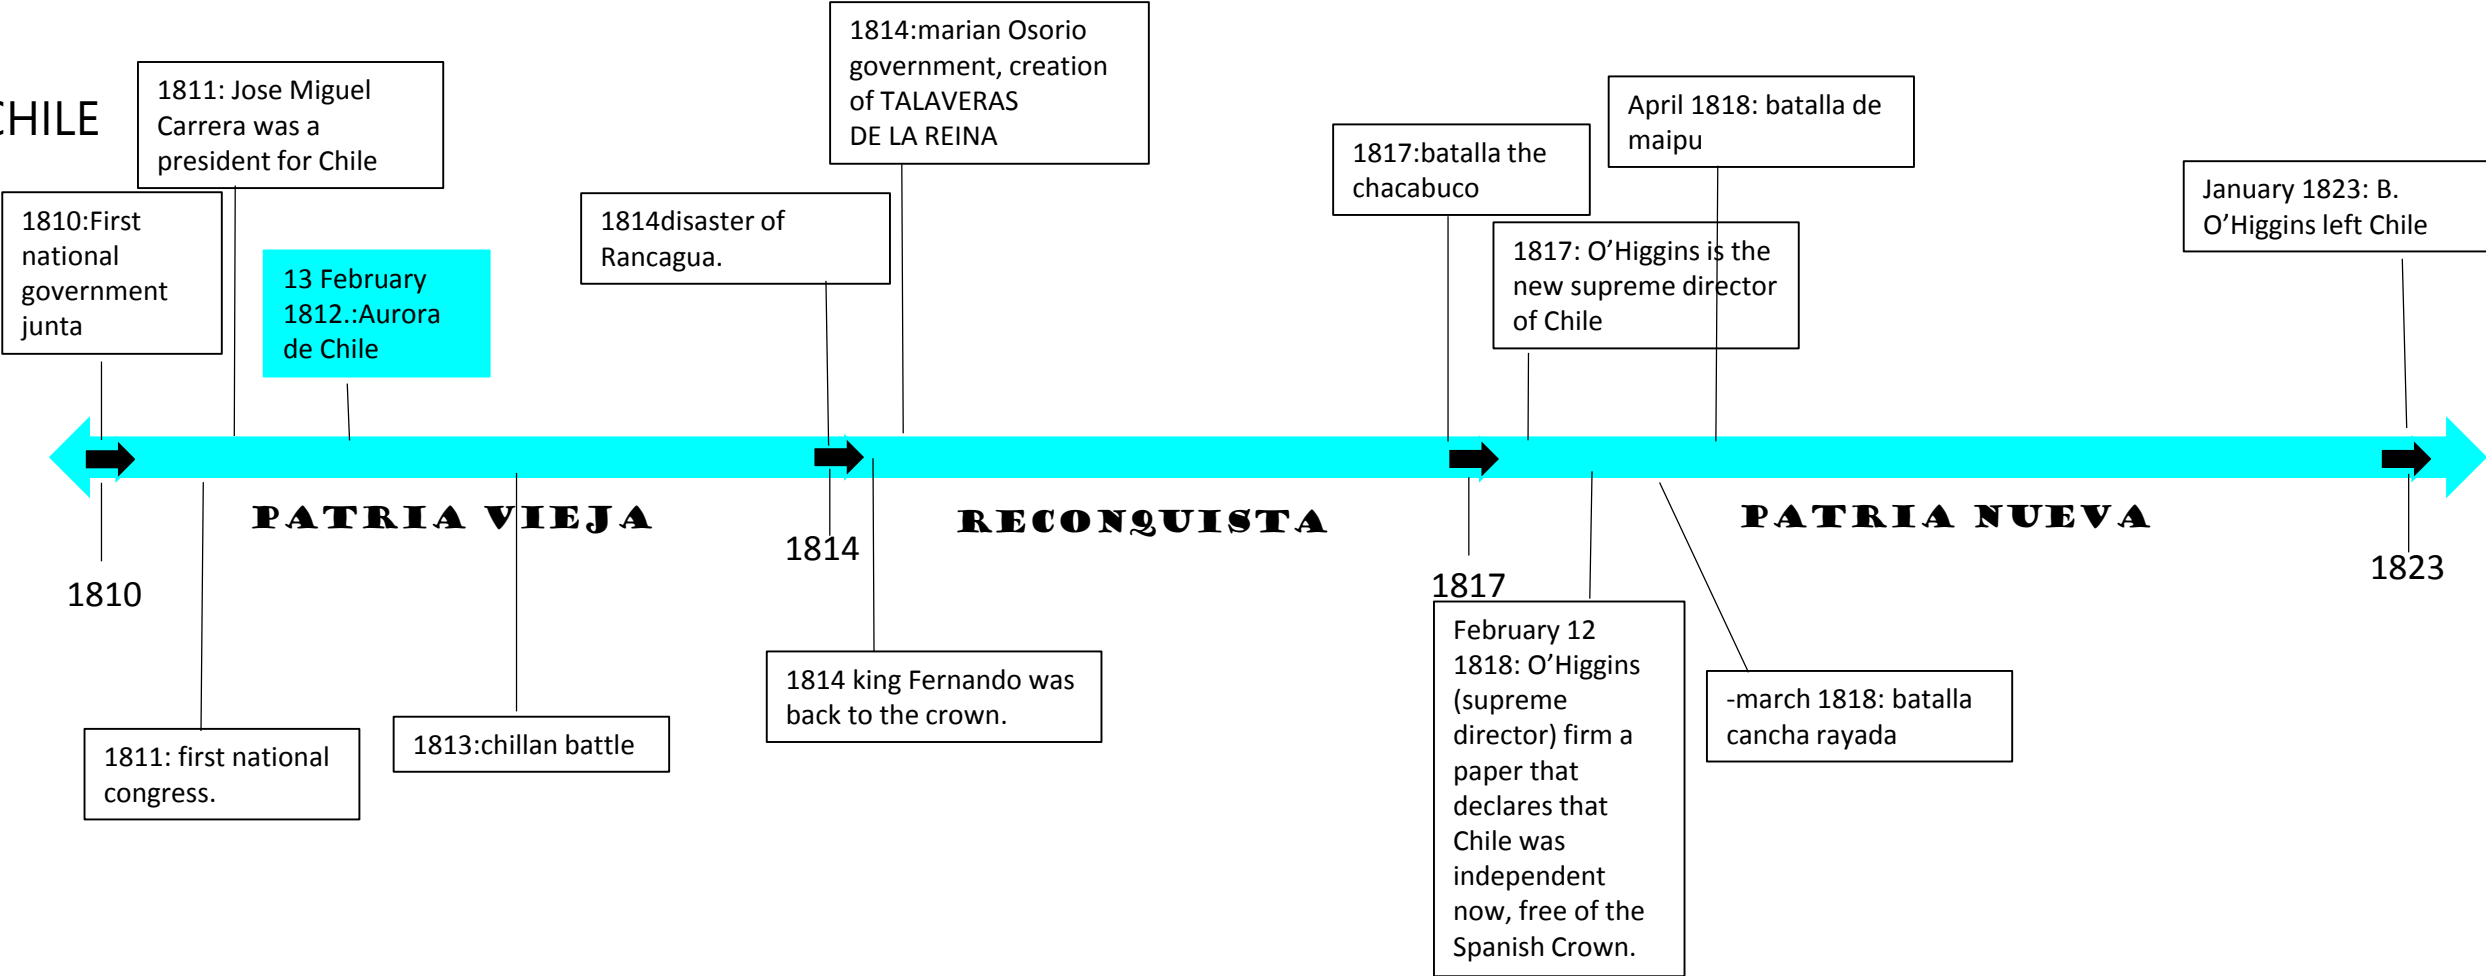 CHILE
1810:First
national
government
junta
1811: Jose Miguel
Carrera was a
president for Chile
13 February
1812.:Aurora
de Chile
1814disaster of
Rancagua.
1814:marian Osorio
government, creation
of TALAVERAS
DE LA REINA
1817:batalla the
chacabuco
1817: O’Higgins is the
new supreme director
of Chile
April 1818: batalla de
maipu
January 1823: B.
O’Higgins left Chile
PATRIA VIEJA
RECONQUISTA
PATRIA NUEVA
1810
1814
1817
1823
1811: first national
congress.
1813:chillan battle
1814 king Fernando was
back to the crown.
February 12
1818: O’Higgins
(supreme
director) firm a
paper that
declares that
Chile was
independent
now, free of the
Spanish Crown.
-march 1818: batalla
cancha rayada